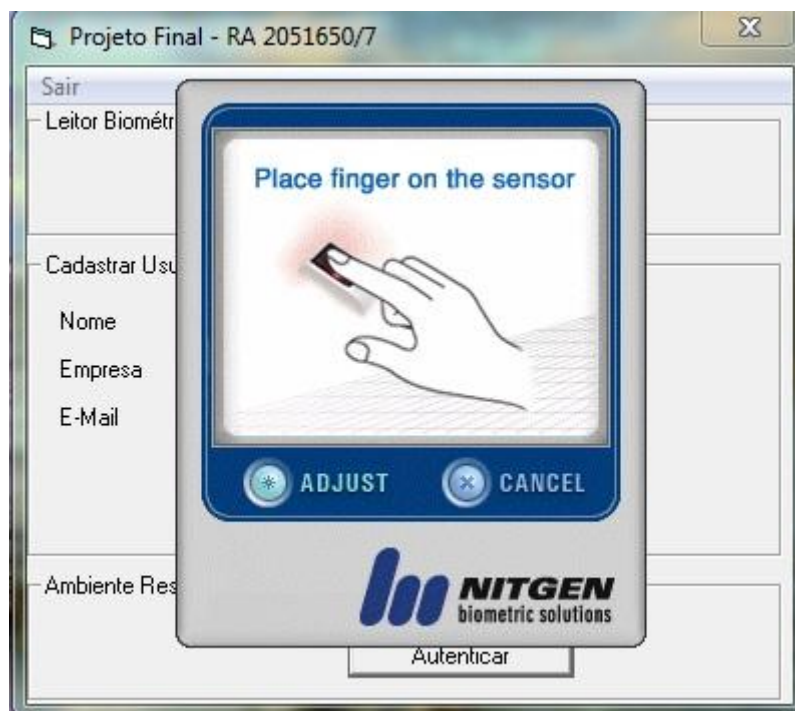 Projeto Final - RA 2051650/7
Sair
Leitor Biométr
Place finger on the sensor
Cadastrar Usu
Nome
Empresa
E-Mail
ADJUST CANCEL
NITGEN
biometric solutions
Ambiente Res
Autenticar